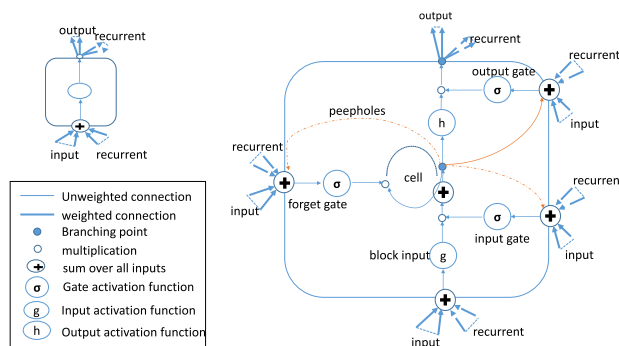 output
recurrent
input
recurrent
output
recurrent
output gate
recurrent
σ
input
h
peepholes
recurrent
cell
σ
forget gate
input
recurrent
σ
input gate
input
block input
g
input
recurrent
Unweighted connection
weighted connection
Branching point
multiplication
sum over all inputs
σ Gate activation function
g Input activation function
h Output activation function